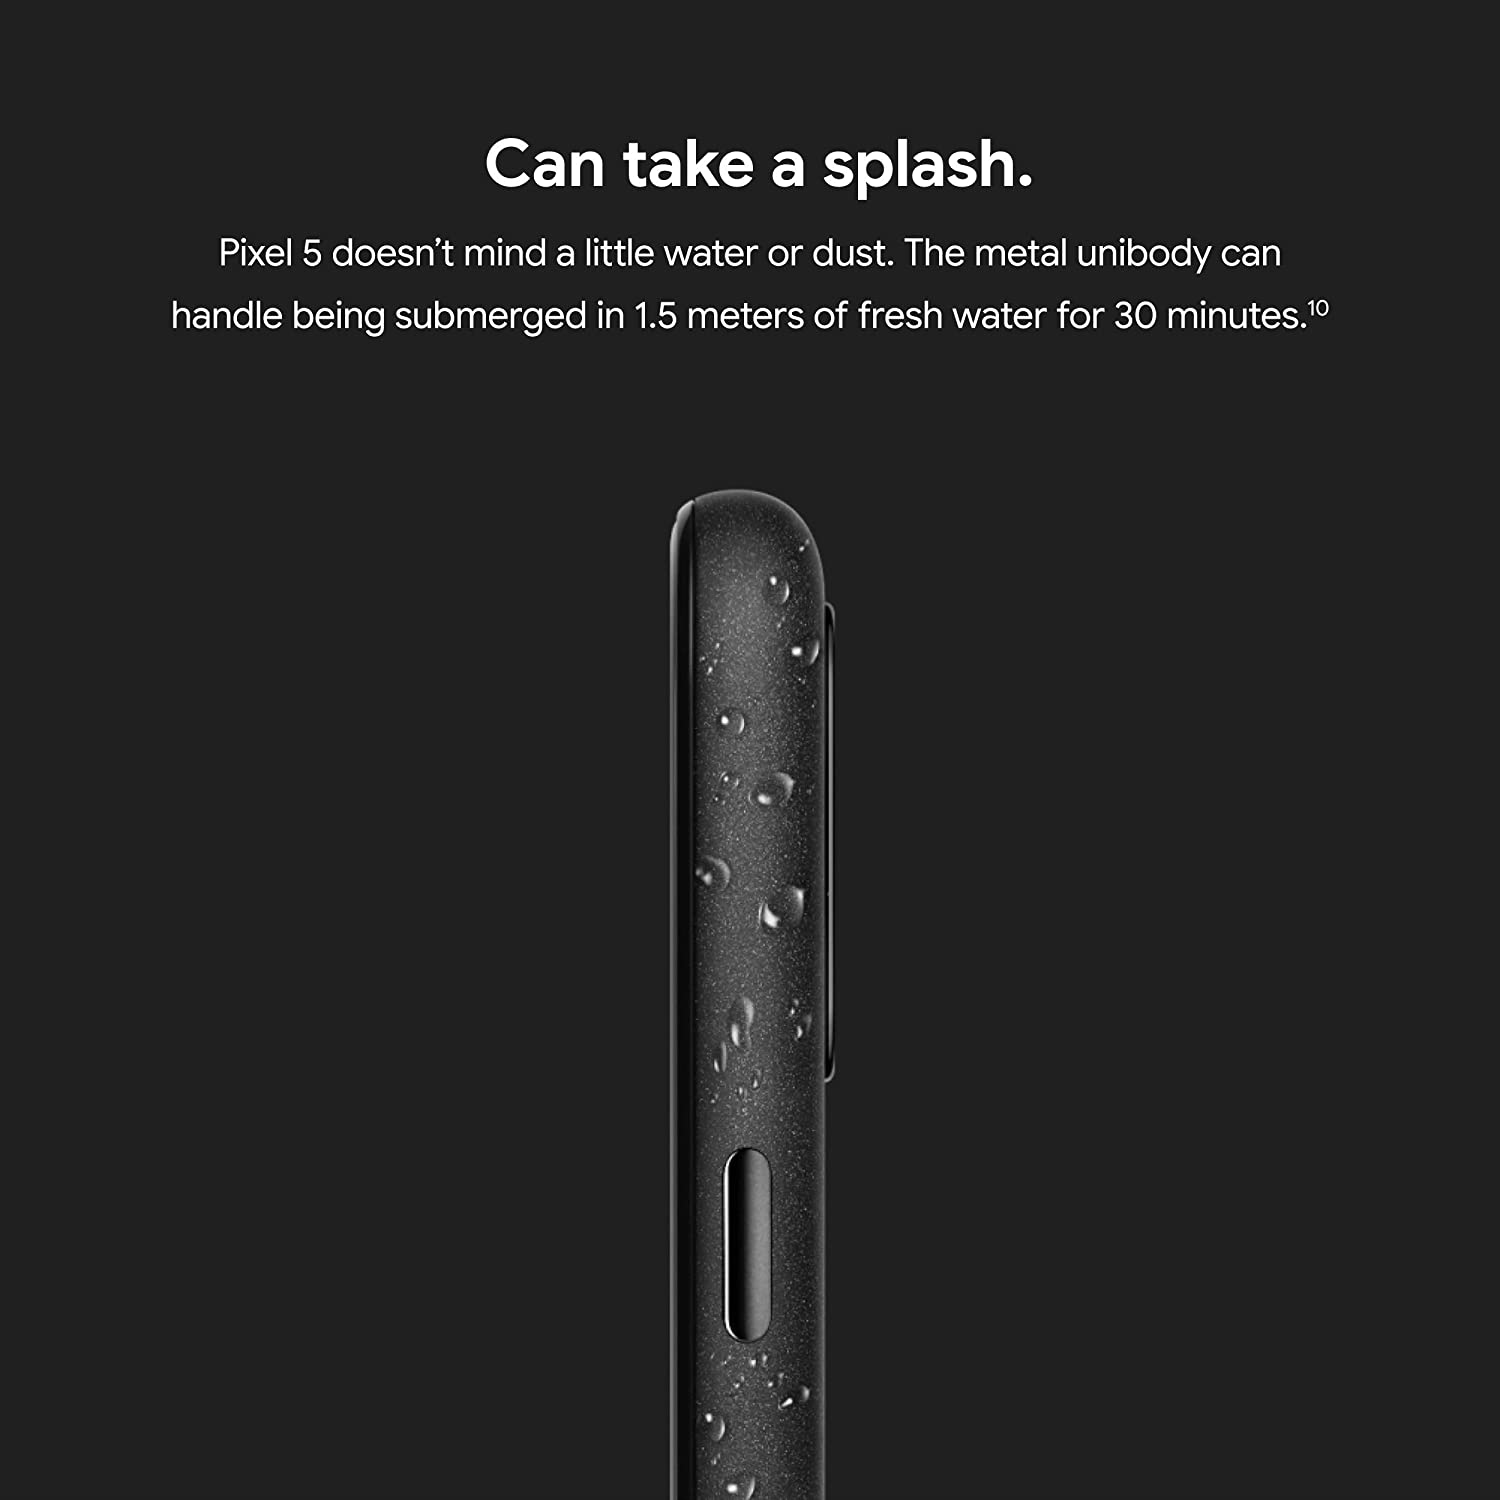 Can take a splash.
Pixel 5 doesn’t mind a little water or dust. The metal unibody can
handle being submerged in 1.5 meters of fresh water for 30 minutes.¹⁰